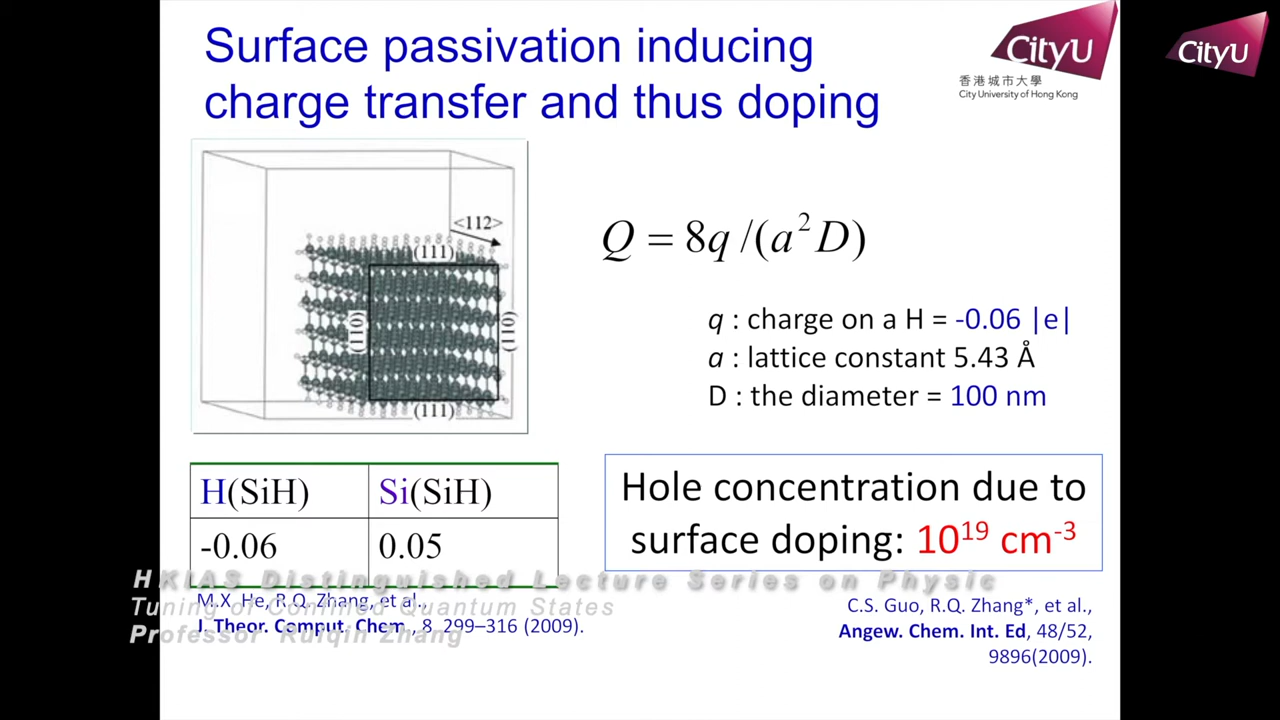 Surface passivation inducing
charge transfer and thus doping
CityU
香港城市大學
City University of Hong Kong
CityU
<112>
(111)
(110)
(110)
(111)
Q = 8q /(a²D)
q : charge on a H = -0.06 |e|
a : lattice constant 5.43 Å
D : the diameter = 100 nm
H(SiH) Si(SiH)
-0.06 0.05
Hole concentration due to
surface doping: 10¹⁹ cm⁻³
HKIAS Distinguished Lecture Series on Physic
M.X. He, R.Q. Zhang, et al.,
Tuning of Confined Quantum States
J. Theor. Comput. Chem., 8, 299–316 (2009).
Professor Ruiqin Zhang
C.S. Guo, R.Q. Zhang*, et al.,
Angew. Chem. Int. Ed, 48/52,
9896(2009).